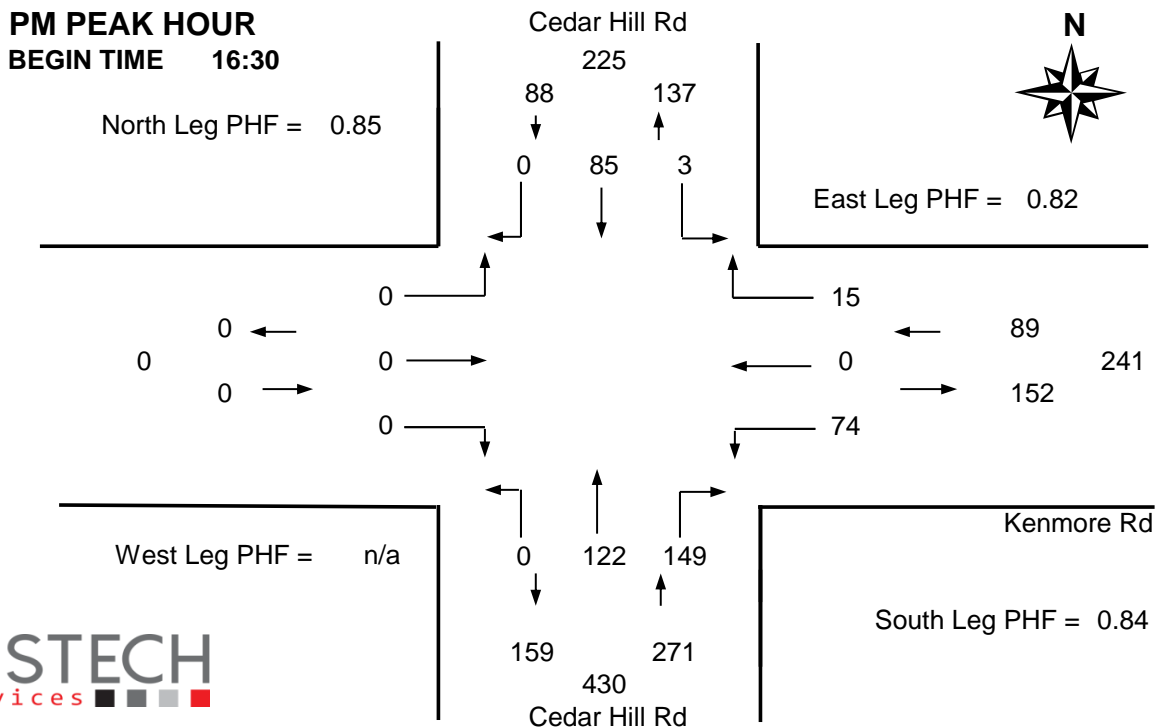 PM PEAK HOUR
BEGIN TIME 16:30
Cedar Hill Rd
225
N
88 137
North Leg PHF = 0.85
0 85 3
East Leg PHF = 0.82
0 15
0 89
0 0 0 241
0 0 152
0 74
Kenmore Rd
West Leg PHF = n/a
0 122 149
South Leg PHF = 0.84
159 271
430
Cedar Hill Rd
STECH
vices